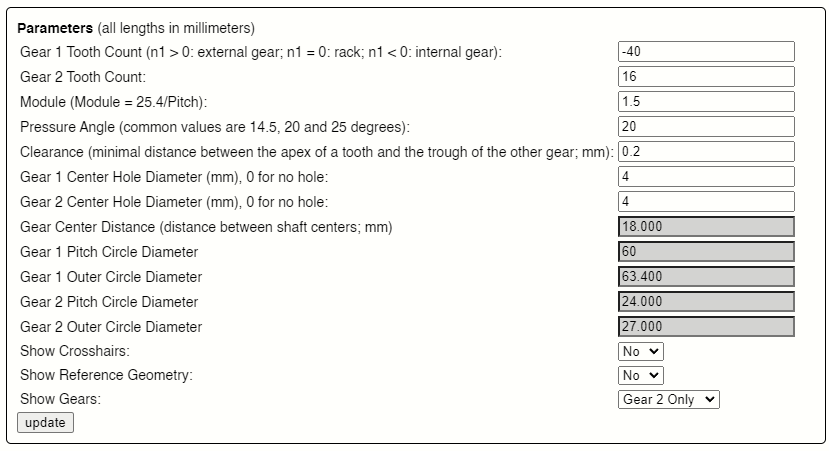 Parameters (all lengths in millimeters)
Gear 1 Tooth Count (n1 > 0: external gear; n1 = 0: rack; n1 < 0: internal gear): -40
Gear 2 Tooth Count: 16
Module (Module = 25.4/Pitch): 1.5
Pressure Angle (common values are 14.5, 20 and 25 degrees): 20
Clearance (minimal distance between the apex of a tooth and the trough of the other gear; mm): 0.2
Gear 1 Center Hole Diameter (mm), 0 for no hole: 4
Gear 2 Center Hole Diameter (mm), 0 for no hole: 4
Gear Center Distance (distance between shaft centers; mm) 18.000
Gear 1 Pitch Circle Diameter 60
Gear 1 Outer Circle Diameter 63.400
Gear 2 Pitch Circle Diameter 24.000
Gear 2 Outer Circle Diameter 27.000
Show Crosshairs: No
Show Reference Geometry: No
Show Gears: Gear 2 Only
update